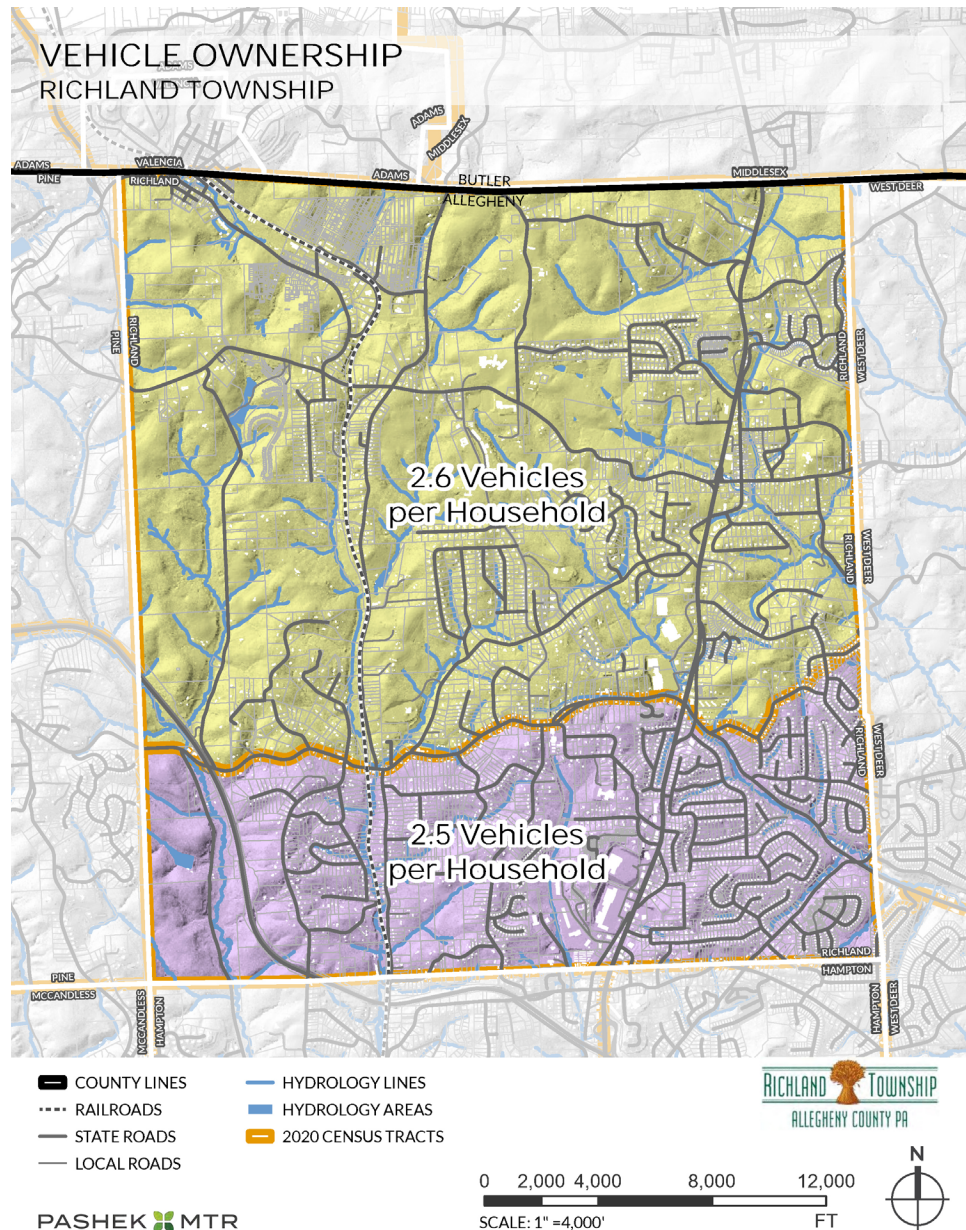 VEHICLE OWNERSHIP
RICHLAND TOWNSHIP
ADAMS
VALENCIA
ADAMS
MIDDLESEX
ADAMS
PINE
VALENCIA
RICHLAND
ADAMS
BUTLER
ALLEGHENY
MIDDLESEX
WEST DEER
PINE
RICHLAND
RICHLAND
WEST DEER
2.6 Vehicles
per Household
RICHLAND
WEST DEER
RICHLAND
WEST DEER
2.5 Vehicles
per Household
RICHLAND
HAMPTON
PINE
MCCANDLESS
MCCANDLESS
HAMPTON
HAMPTON
WEST DEER
COUNTY LINES
RAILROADS
STATE ROADS
LOCAL ROADS
HYDROLOGY LINES
HYDROLOGY AREAS
2020 CENSUS TRACTS
RICHLAND TOWNSHIP
ALLEGHENY COUNTY PA
N
0 2,000 4,000 8,000 12,000
SCALE: 1" =4,000' FT
PASHEK MTR